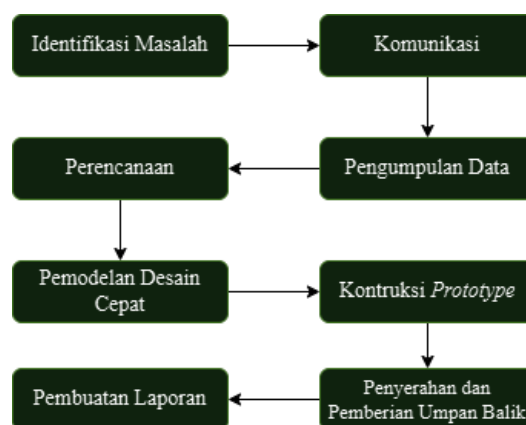 Identifikasi Masalah
Komunikasi
Pengumpulan Data
Perencanaan
Pemodelan Desain
Cepat
Kontruksi Prototype
Penyerahan dan
Pemberian Umpan Balik
Pembuatan Laporan